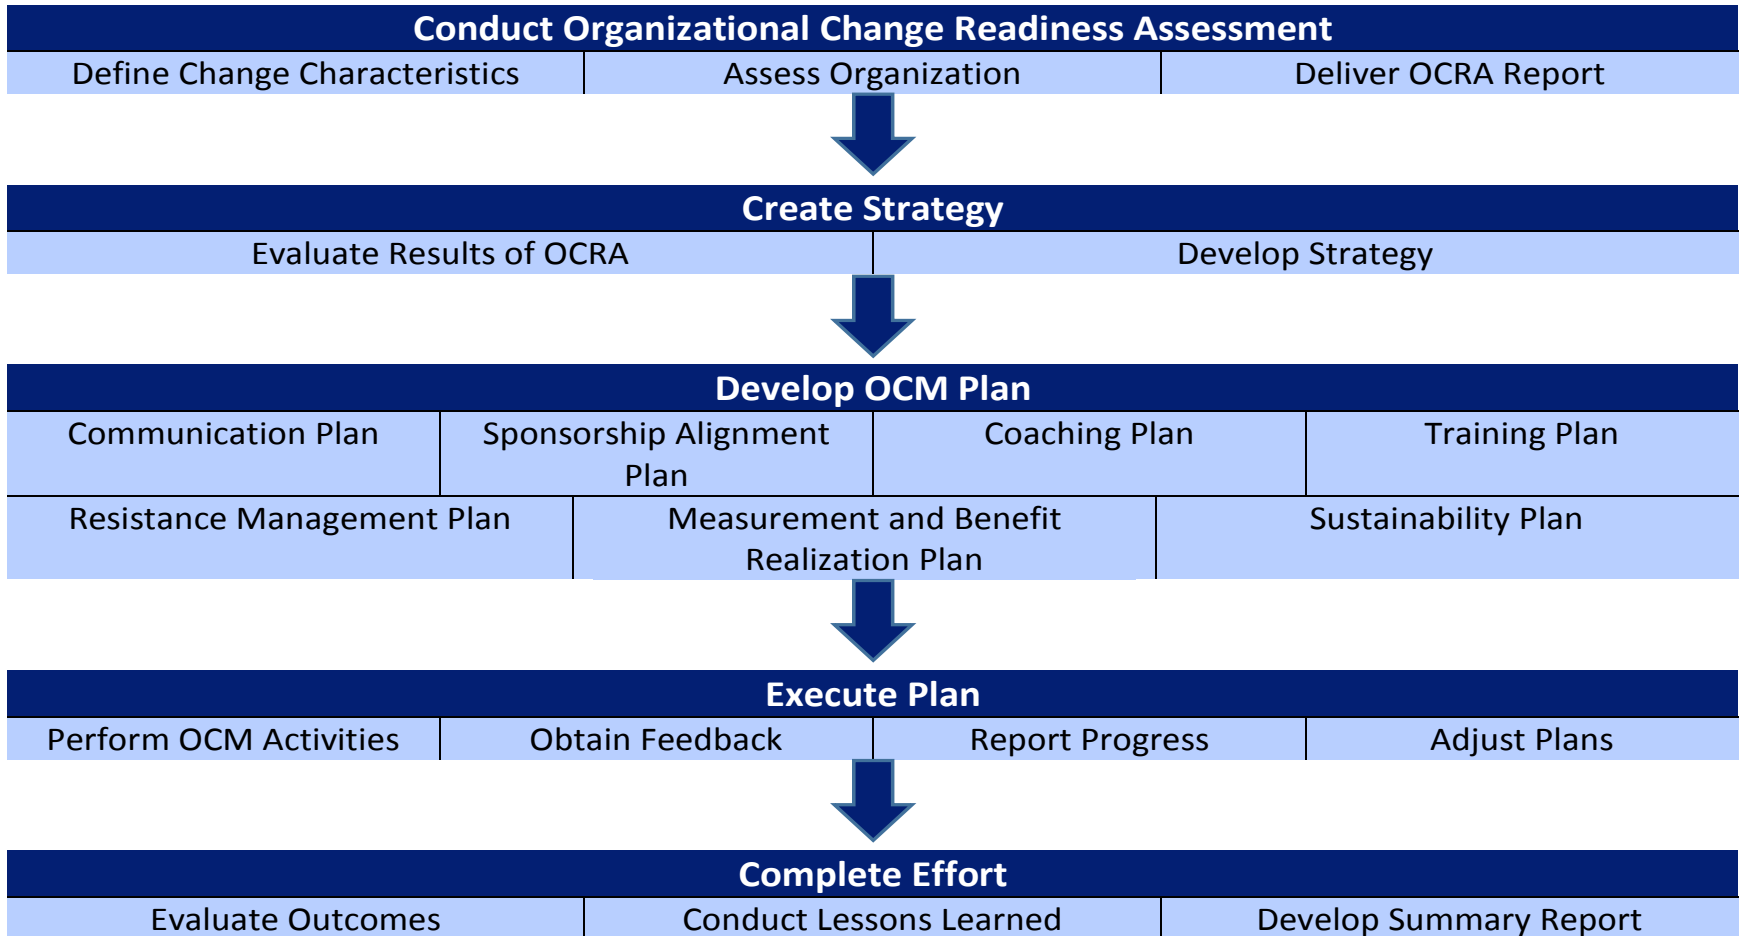 Conduct Organizational Change Readiness Assessment
Define Change Characteristics
Assess Organization
Deliver OCRA Report
Create Strategy
Evaluate Results of OCRA
Develop Strategy
Develop OCM Plan
Communication Plan
Sponsorship Alignment
Plan
Coaching Plan
Training Plan
Resistance Management Plan
Measurement and Benefit
Realization Plan
Sustainability Plan
Execute Plan
Perform OCM Activities
Obtain Feedback
Report Progress
Adjust Plans
Complete Effort
Evaluate Outcomes
Conduct Lessons Learned
Develop Summary Report